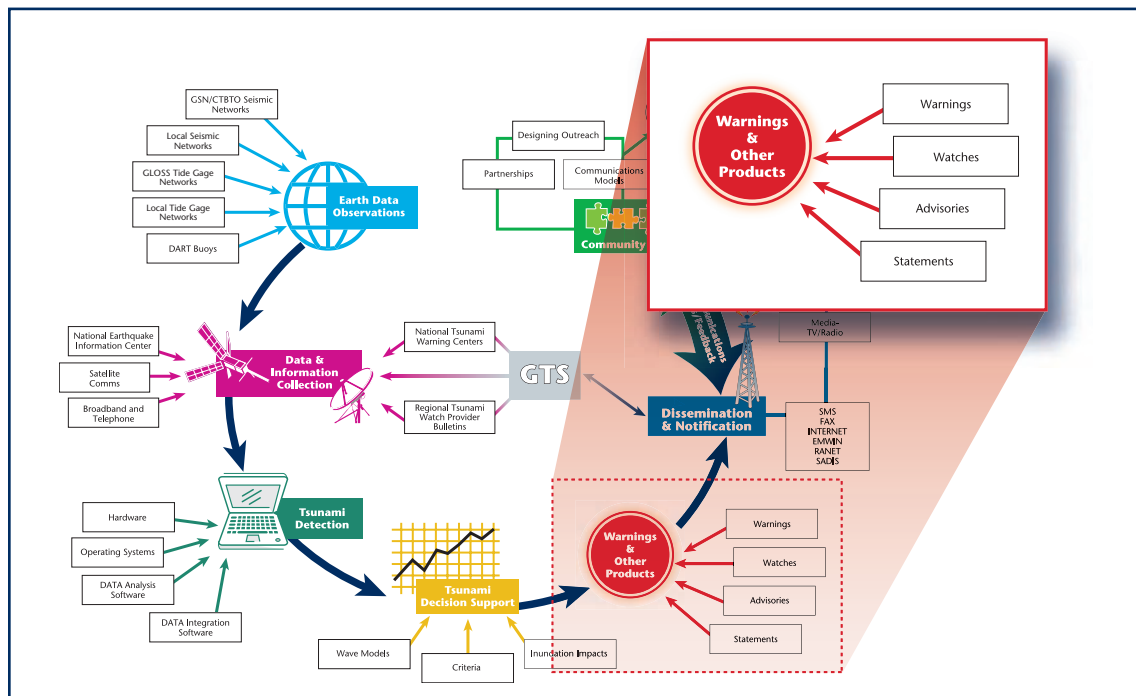 GSN/CTBTO Seismic
Networks
Local Seismic
Networks
GLOSS Tide Gage
Networks
Local Tide Gage
Networks
DART Buoys
Earth Data
Observations
Designing Outreach
Partnerships
Communications
Models
Community
Warnings
&
Other
Products
Warnings
Watches
Advisories
Statements
National Earthquake
Information Center
Satellite
Comms
Broadband and
Telephone
Data &
Information
Collection
National Tsunami
Warning Centers
Regional Tsunami
Watch Provider
Bulletins
GTS
Feedback
Media-
TV/Radio
Dissemination
& Notification
SMS
FAX
INTERNET
EMWIN
RANET
SADIS
Hardware
Operating Systems
DATA Analysis
Software
DATA Integration
Software
Tsunami
Detection
Tsunami
Decision Support
Wave Models
Criteria
Inundation Impacts
Warnings
&
Other
Products
Warnings
Watches
Advisories
Statements